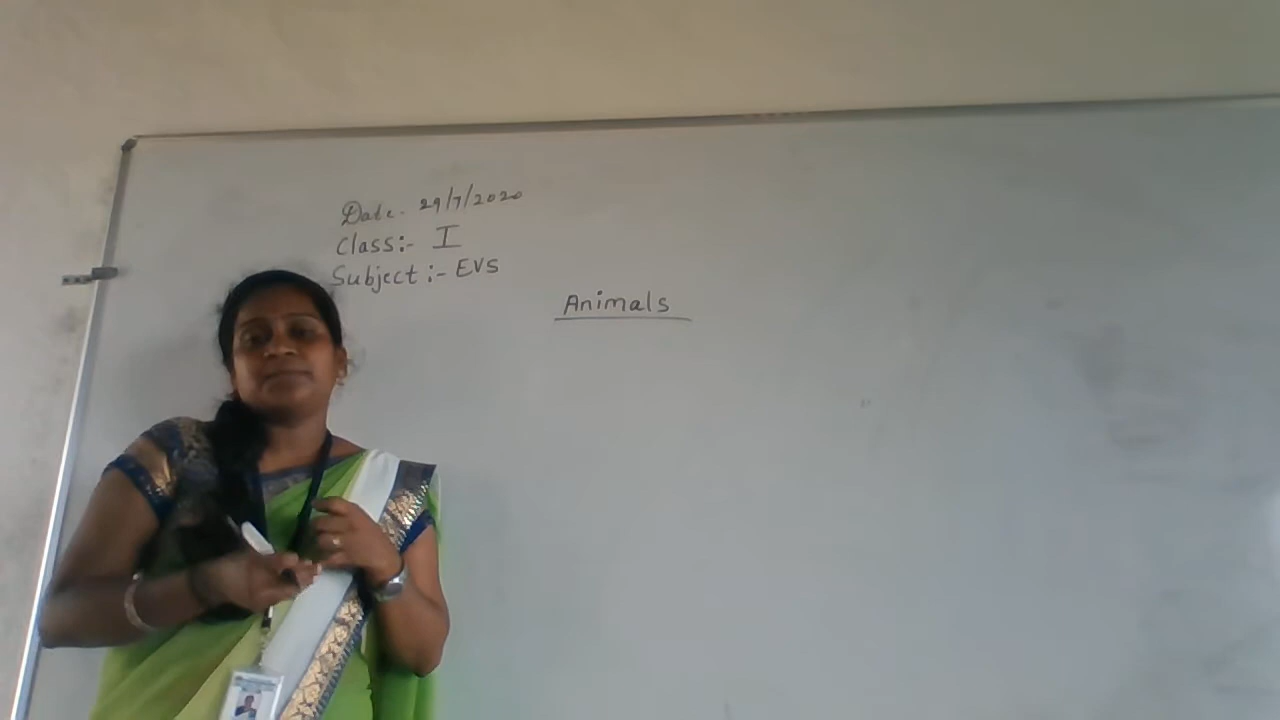 Date. 29/7/2020
Class:- I
Subject:- EVS
Animals